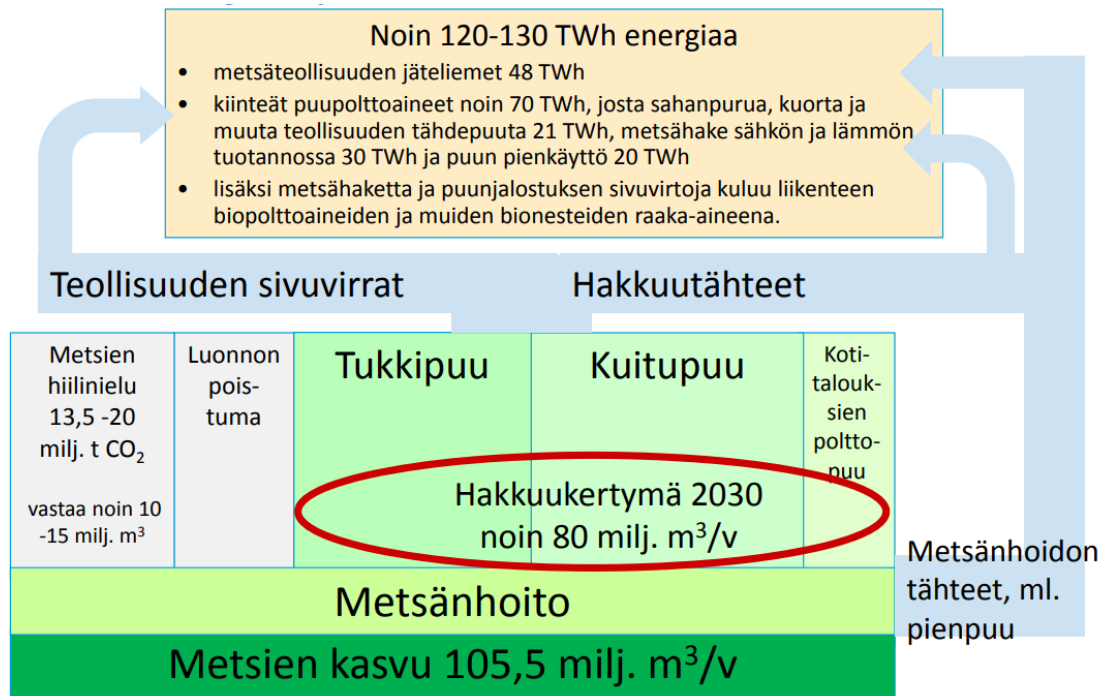 Noin 120-130 TWh energiaa
• metsäteollisuuden jäteliemet 48 TWh
• kiinteät puupolttoaineet noin 70 TWh, josta sahanpurua, kuorta ja
muuta teollisuuden tähdepuuta 21 TWh, metsähake sähkön ja lämmön
tuotannossa 30 TWh ja puun pienkäyttö 20 TWh
• lisäksi metsähaketta ja puunjalostuksen sivuvirtoja kuluu liikenteen
biopolttoaineiden ja muiden bionesteiden raaka-aineena.
Teollisuuden sivuvirrat
Hakkuutähteet
Metsien
hiilinielu
13,5 -20
milj. t CO₂
vastaa noin 10
-15 milj. m³
Luonnon
pois-
tuma
Tukkipuu
Kuitupuu
Koti-
talouk-
sien
poltto-
puu
Hakkuukertymä 2030
noin 80 milj. m³/v
Metsänhoidon
tähteet, ml.
pienpuu
Metsänhoito
Metsien kasvu 105,5 milj. m³/v